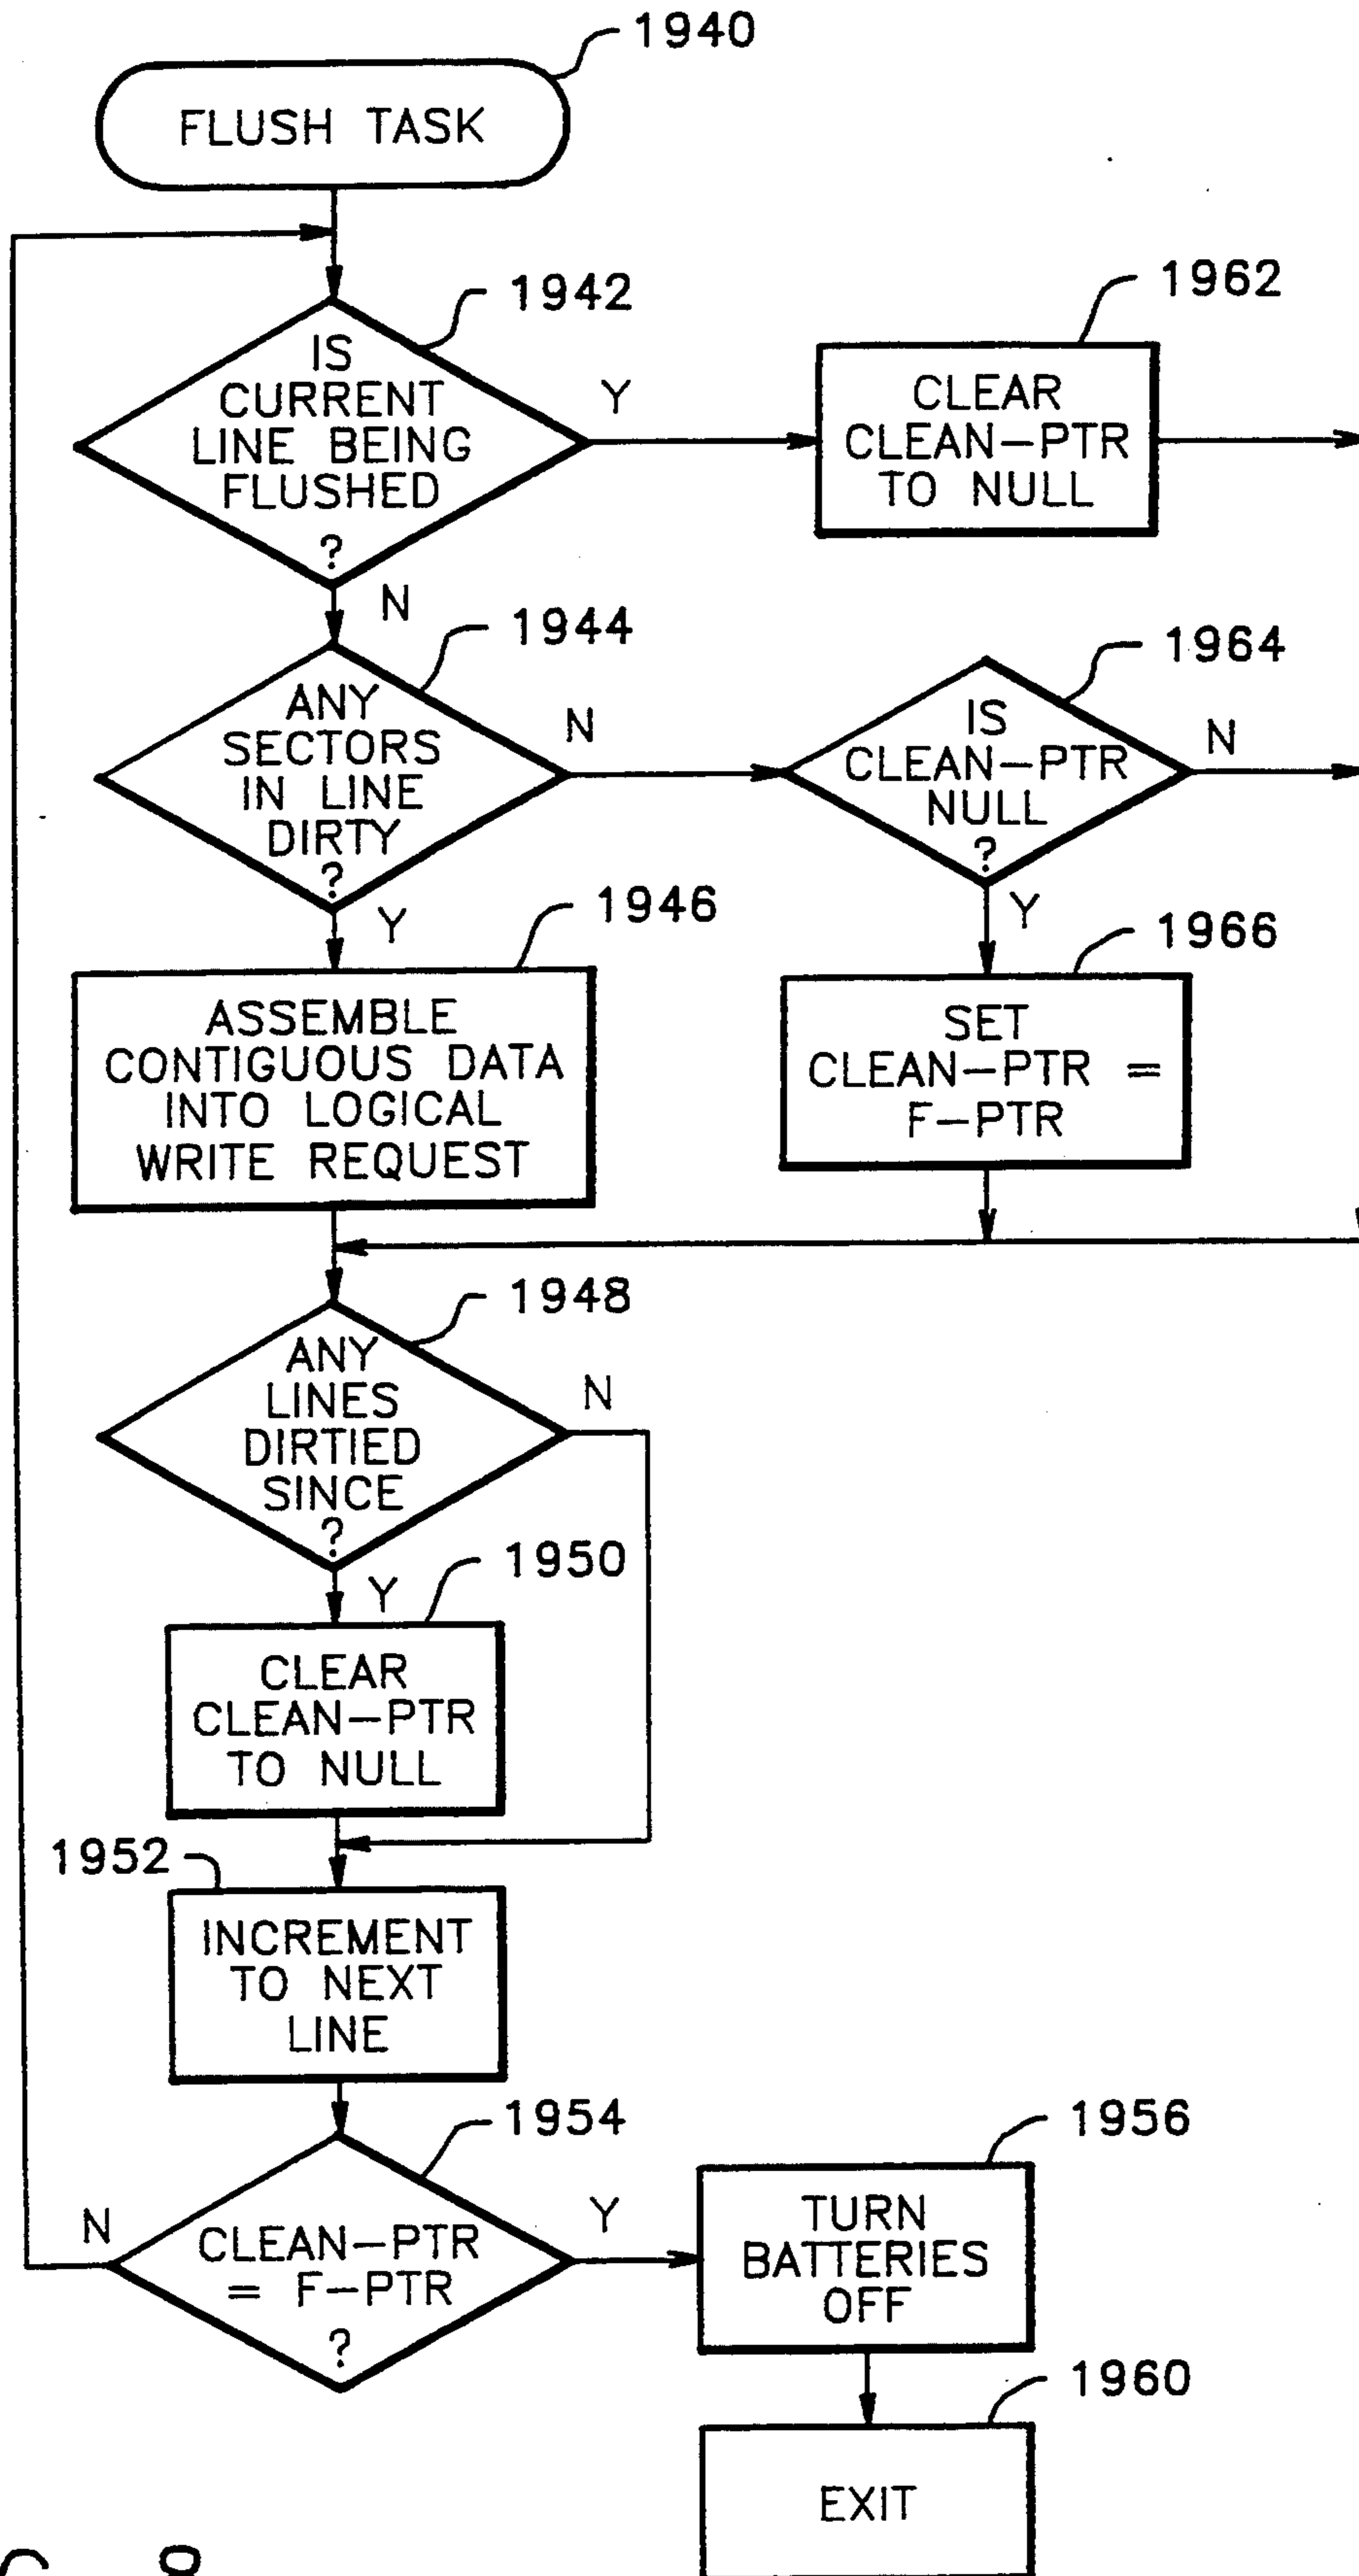 1940
FLUSH TASK
1942
IS
CURRENT
LINE BEING
FLUSHED
?
Y
N
1962
CLEAR
CLEAN-PTR
TO NULL
1944
ANY
SECTORS
IN LINE
DIRTY
?
N
Y
1964
IS
CLEAN-PTR
NULL
?
N
Y
1946
ASSEMBLE
CONTIGUOUS DATA
INTO LOGICAL
WRITE REQUEST
1966
SET
CLEAN-PTR =
F-PTR
1948
ANY
LINES
DIRTIED
SINCE
?
N
Y
1950
CLEAR
CLEAN-PTR
TO NULL
1952
INCREMENT
TO NEXT
LINE
1954
CLEAN-PTR
= F-PTR
?
N
Y
1956
TURN
BATTERIES
OFF
1960
EXIT